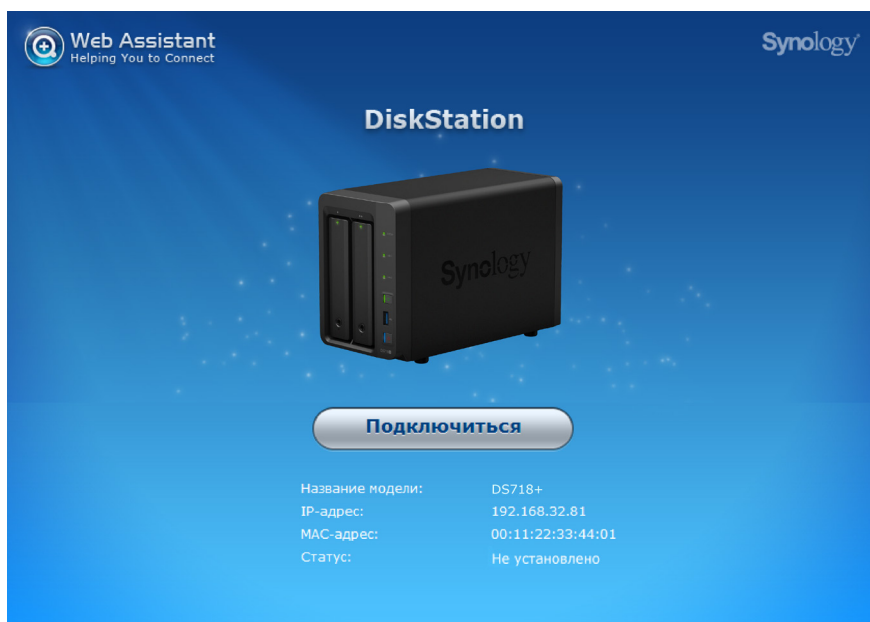 Web Assistant
Helping You to Connect
Synology
DiskStation
Synology
Подключиться
Название модели: DS718+
IP-адрес: 192.168.32.81
MAC-адрес: 00:11:22:33:44:01
Статус: Не установлено